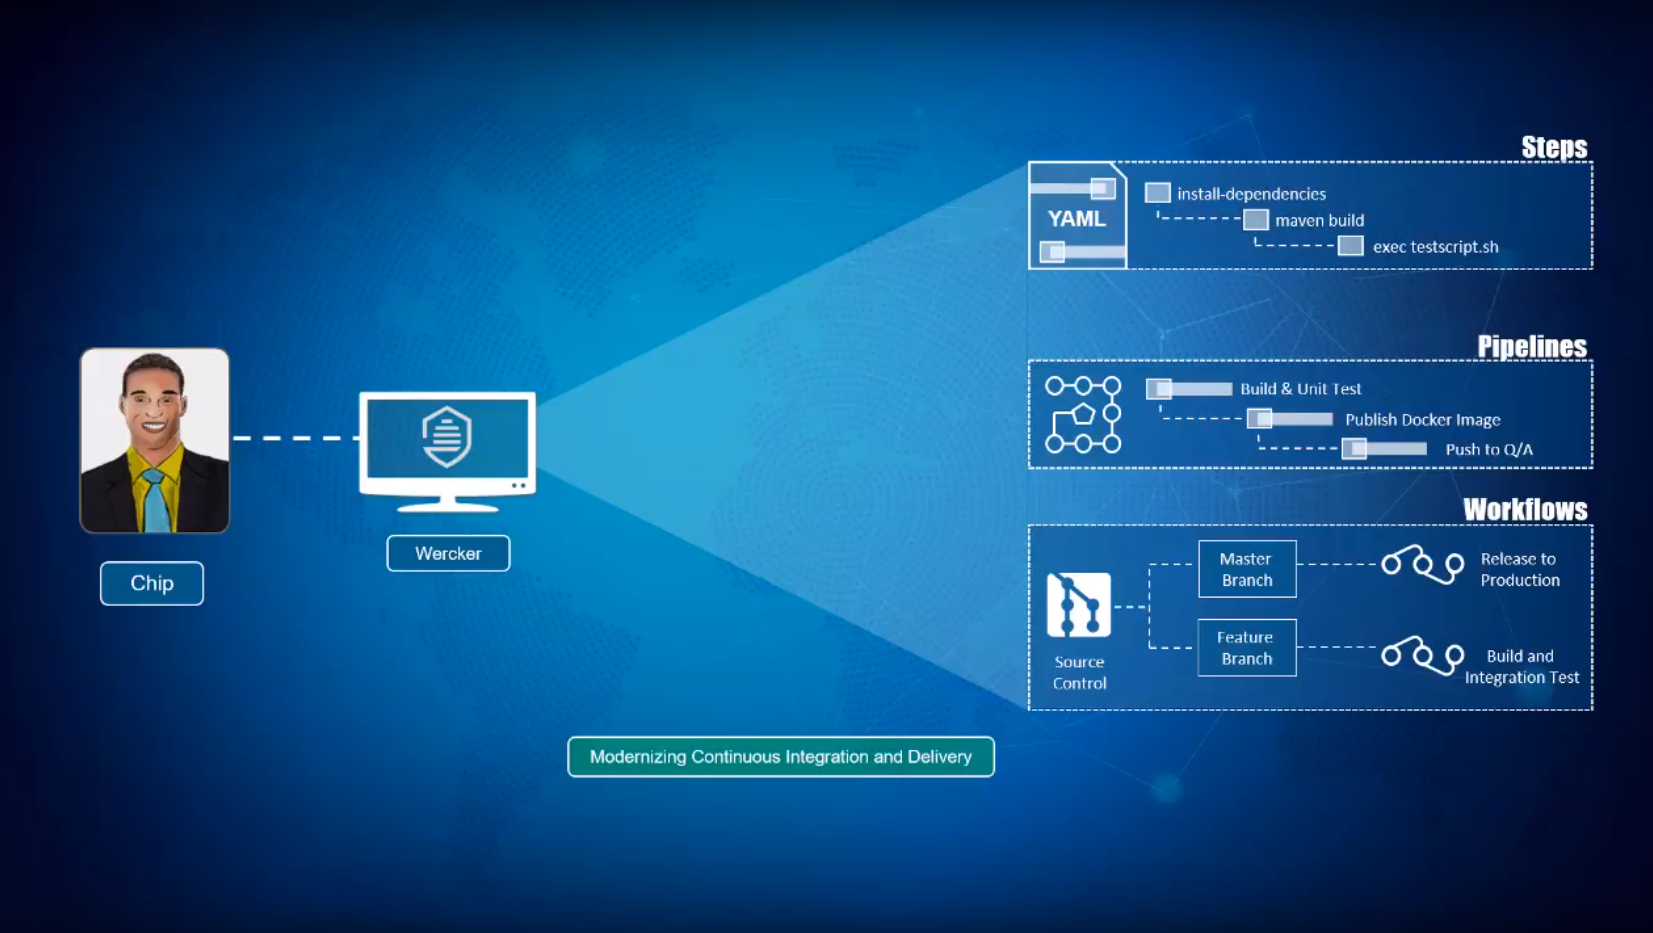 Steps
YAML
install-dependencies
maven build
exec testscript.sh
Pipelines
Build & Unit Test
Publish Docker Image
Push to Q/A
Workflows
Master
Branch
Release to
Production
Feature
Branch
Build and
Integration Test
Source
Control
Chip
Wercker
Modernizing Continuous Integration and Delivery